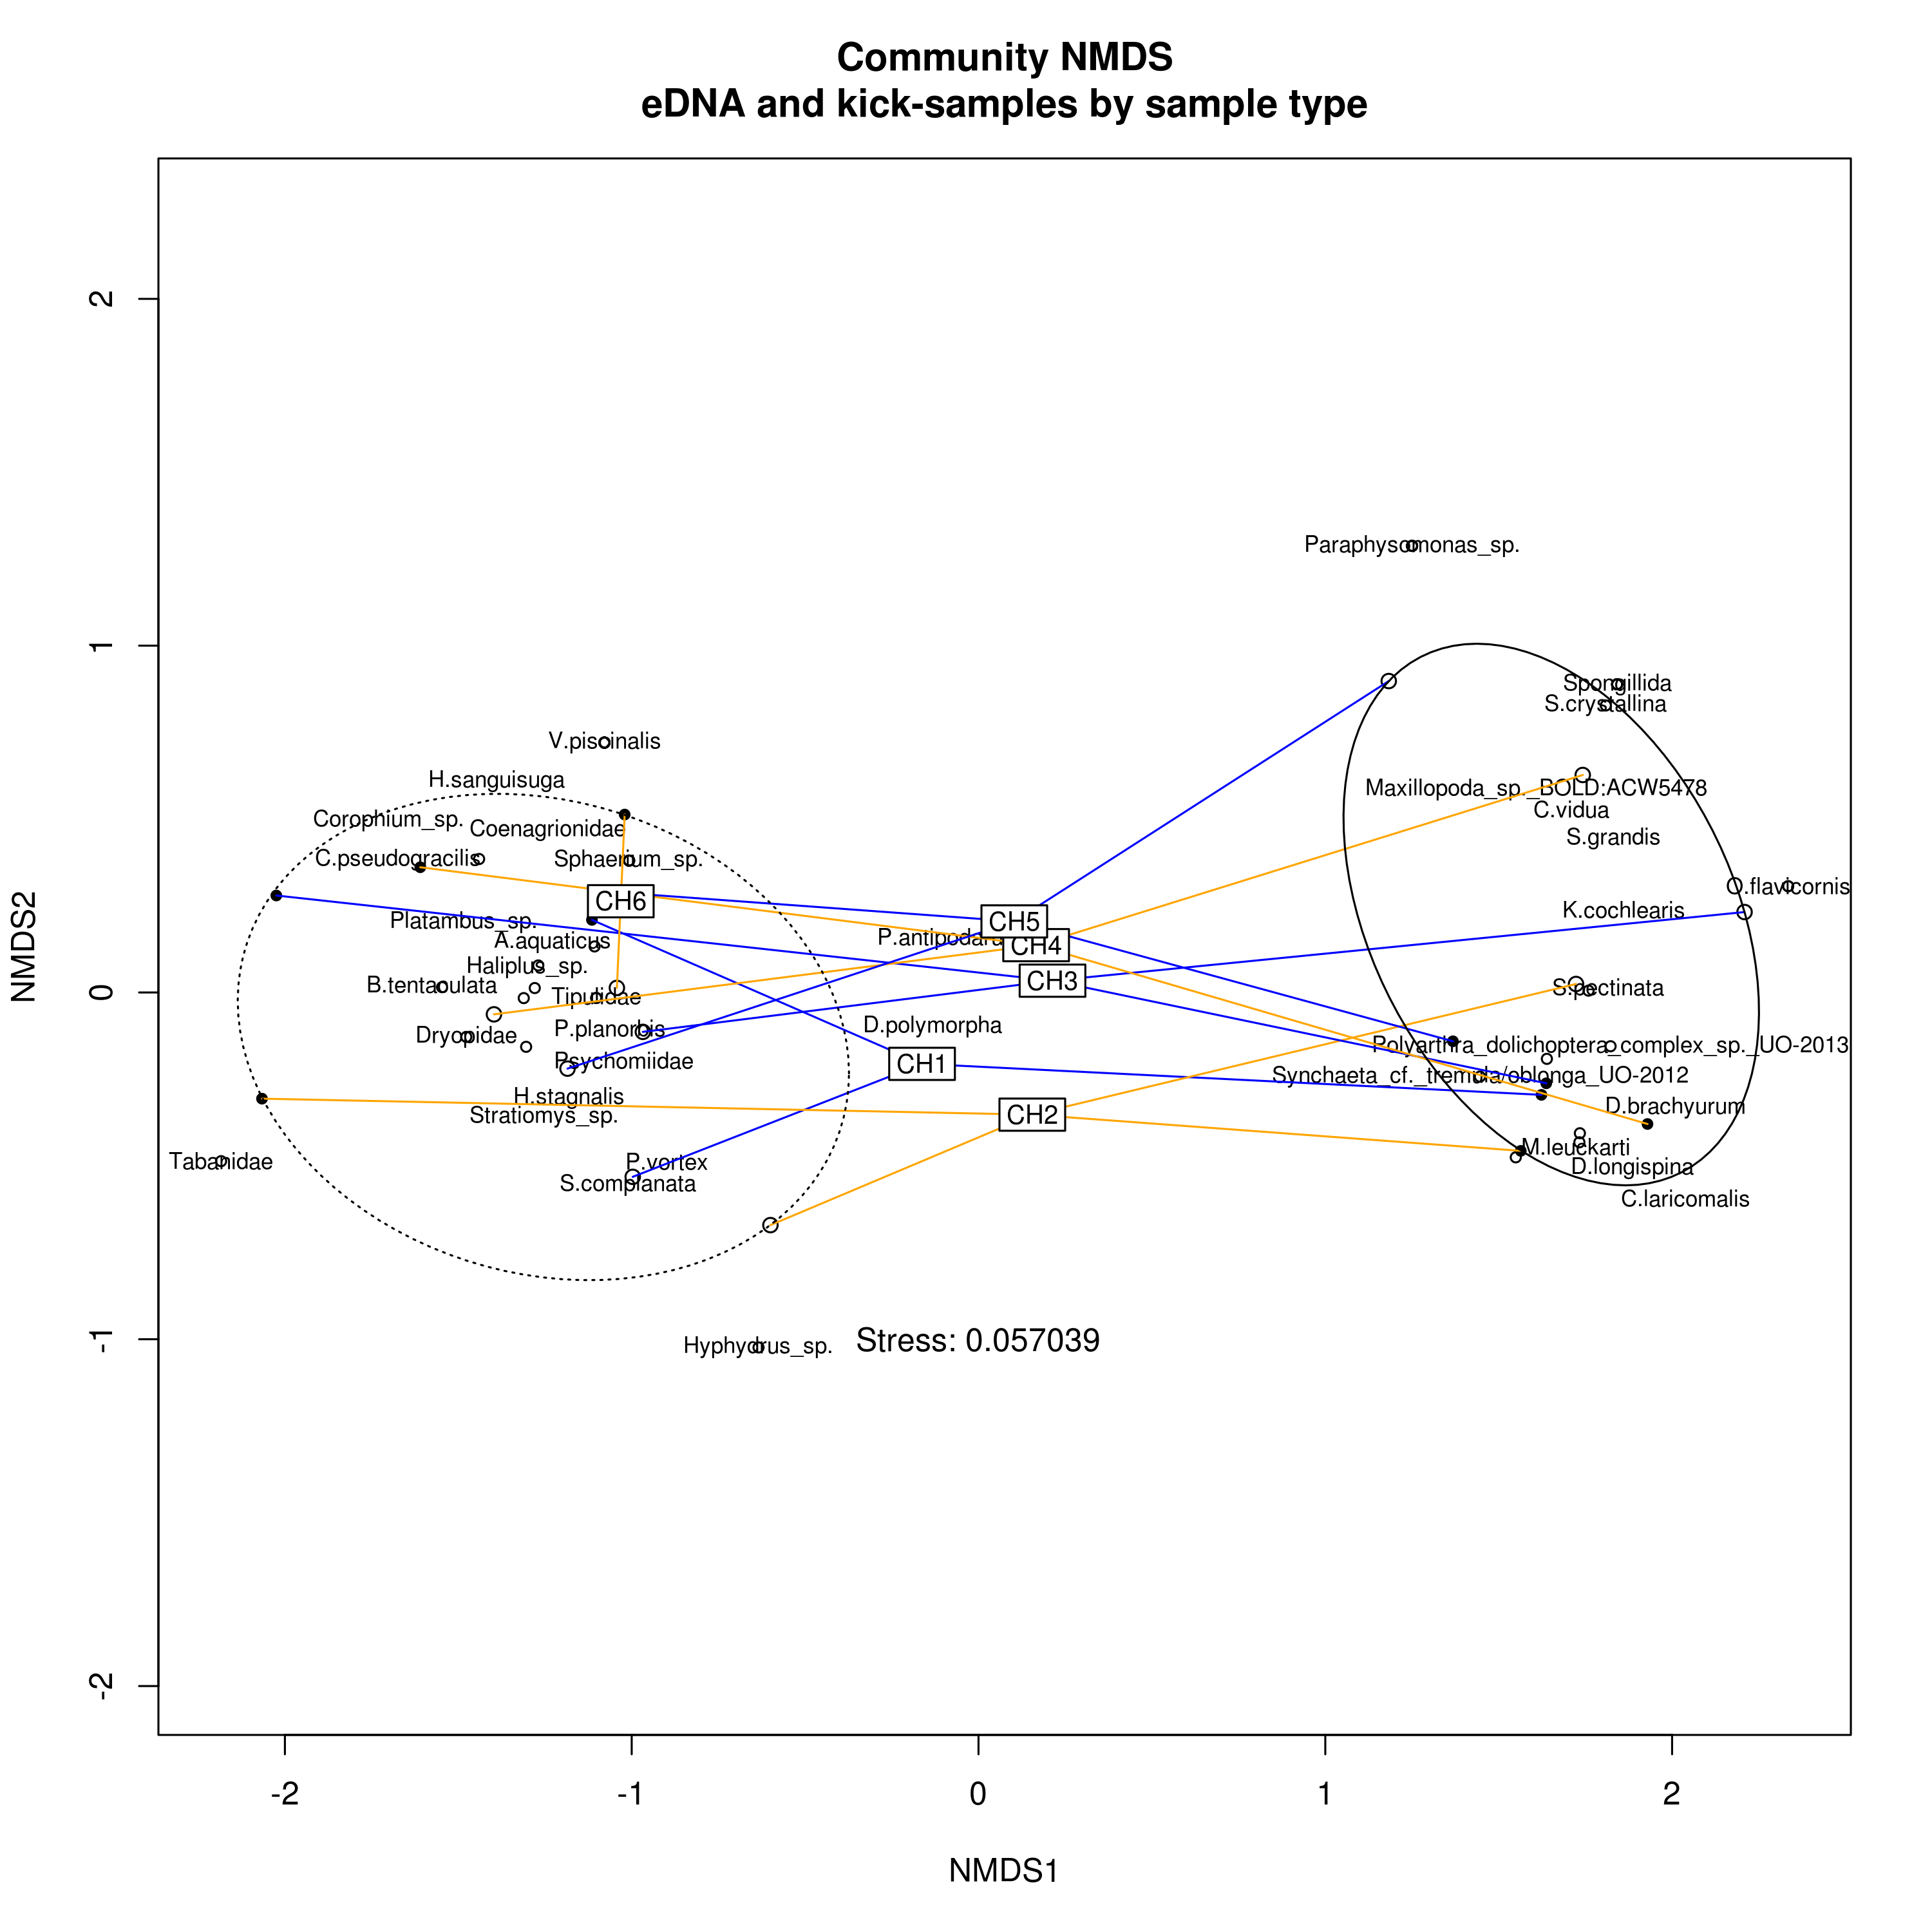 Community NMDS
eDNA and kick-samples by sample type
NMDS2
2
1
0
-1
-2
Paraphysomonas_sp.
Spongillida
S.crystallina
V.piscinalis
H.sanguisuga
Maxillopoda_sp._BOLD:ACW5478
C.vidua
Corophium_sp.
Coenagrionidae
S.grandis
C.pseudogracilis
Sphaerium_sp.
O.flavicornis
CH6
K.cochlearis
Platambus_sp.
CH5
A.aquaticus
P.antipodaru
CH4
Haliplus_sp.
CH3
B.tentaculata
Tipulidae
S.pectinata
D.polymorpha
P.planorbis
Dryopidae
Polyarthra_dolichoptera_complex_sp._UO-2013
Psychomiidae
CH1
Synchaeta_cf._tremula/oblonga_UO-2012
H.stagnalis
D.brachyurum
Stratiomys_sp.
CH2
M.leuckarti
Tabanidae
P.vortex
D.longispina
S.complanata
C.laricomalis
Hyphydrus_sp.
Stress: 0.057039
-2
-1
0
1
2
NMDS1